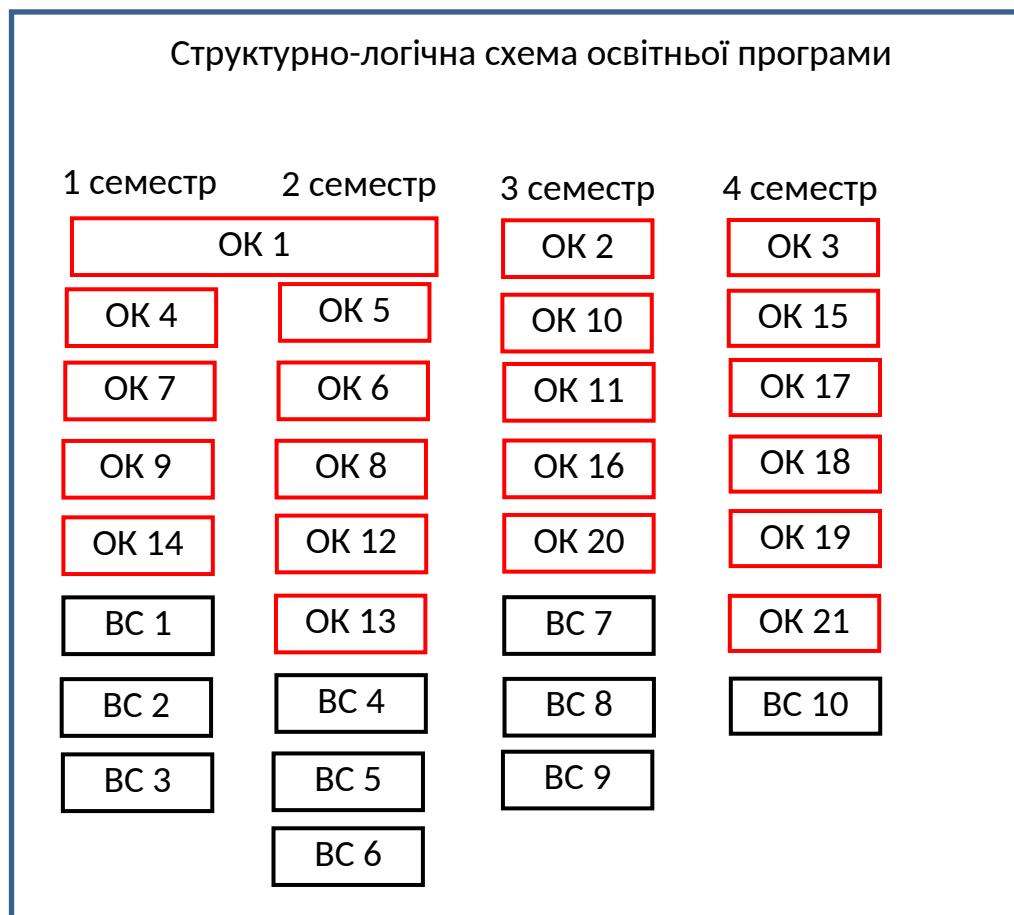 Структурно-логічна схема освітньої програми
1 семестр 2 семестр 3 семестр 4 семестр
ОК 1 ОК 2 ОК 3
ОК 4 ОК 5 ОК 10 ОК 15
ОК 7 ОК 6 ОК 11 ОК 17
ОК 9 ОК 8 ОК 16 ОК 18
ОК 14 ОК 12 ОК 20 ОК 19
ВС 1 ОК 13 ВС 7 ОК 21
ВС 2 ВС 4 ВС 8 ВС 10
ВС 3 ВС 5 ВС 9
ВС 6